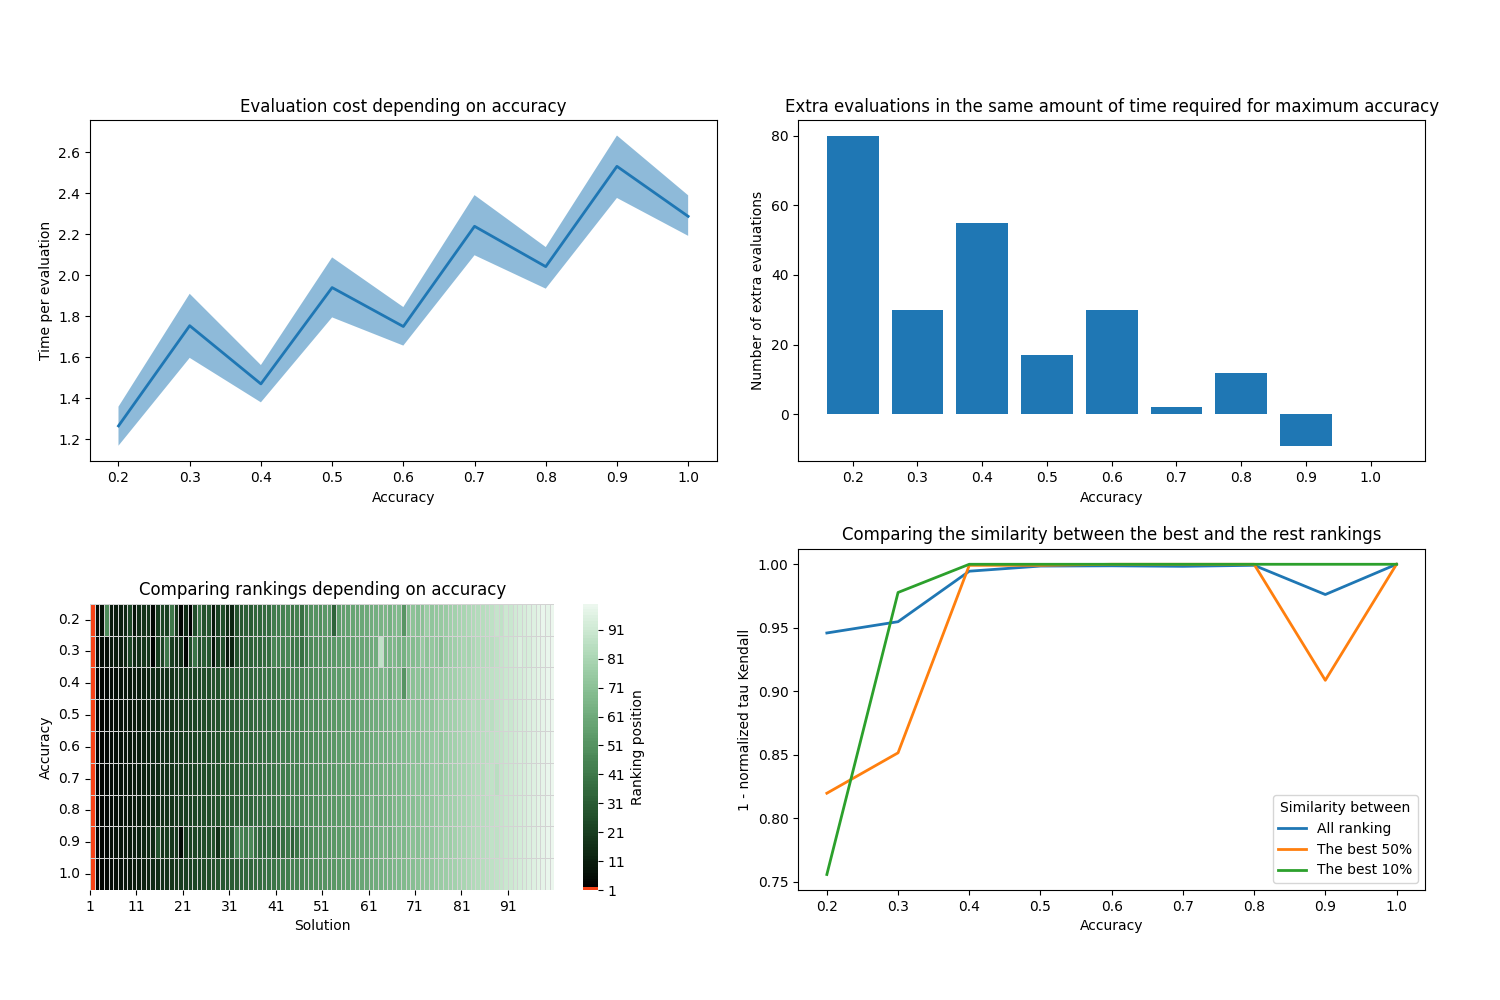 Evaluation cost depending on accuracy
Time per evaluation
2.6
2.4
2.2
2.0
1.8
1.6
1.4
1.2
0.2 0.3 0.4 0.5 0.6 0.7 0.8 0.9 1.0
Accuracy
Extra evaluations in the same amount of time required for maximum accuracy
Number of extra evaluations
80
60
40
20
0
0.2 0.3 0.4 0.5 0.6 0.7 0.8 0.9 1.0
Accuracy
Comparing rankings depending on accuracy
Accuracy
0.2
0.3
0.4
0.5
0.6
0.7
0.8
0.9
1.0
1 11 21 31 41 51 61 71 81 91
Solution
91
81
71
61
51
41
31
21
11
1
Ranking position
Comparing the similarity between the best and the rest rankings
1 - normalized tau Kendall
1.00
0.95
0.90
0.85
0.80
0.75
0.2 0.3 0.4 0.5 0.6 0.7 0.8 0.9 1.0
Accuracy
Similarity between
All ranking
The best 50%
The best 10%